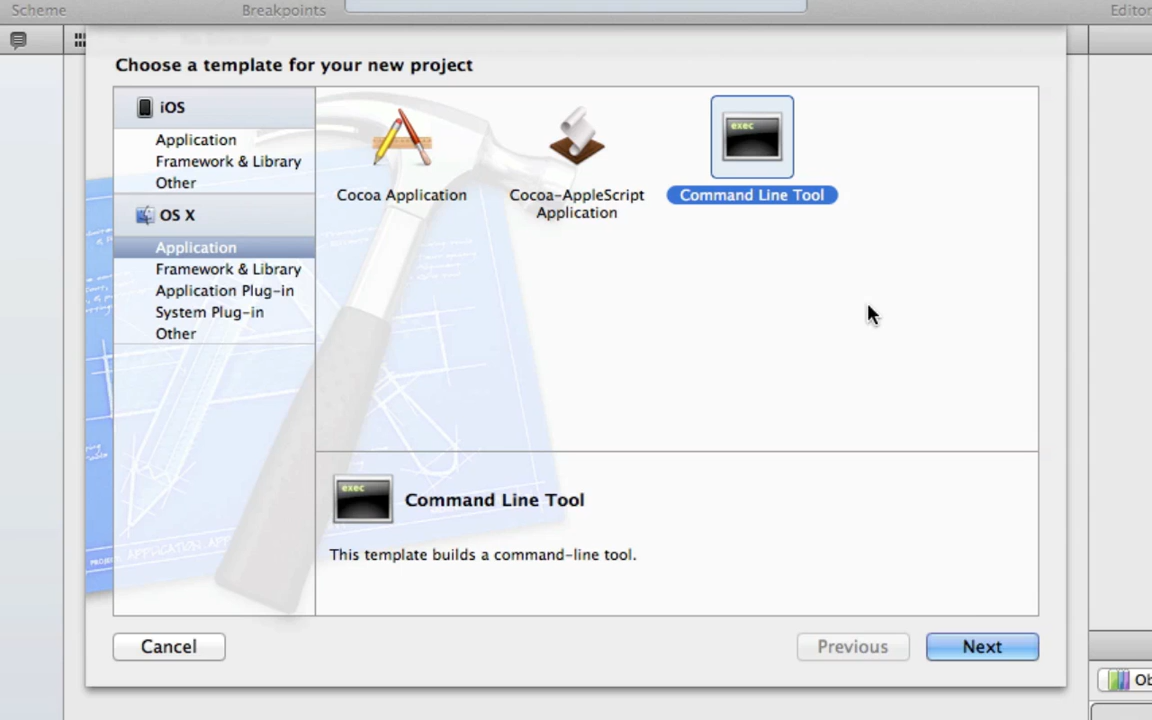 Scheme
Breakpoints
Editor
Choose a template for your new project
iOS
Application
Framework & Library
Other
OS X
Application
Framework & Library
Application Plug-in
System Plug-in
Other
Cocoa Application
Cocoa-AppleScript
Application
exec
Command Line Tool
exec
Command Line Tool
This template builds a command-line tool.
Cancel
Previous
Next
Ob